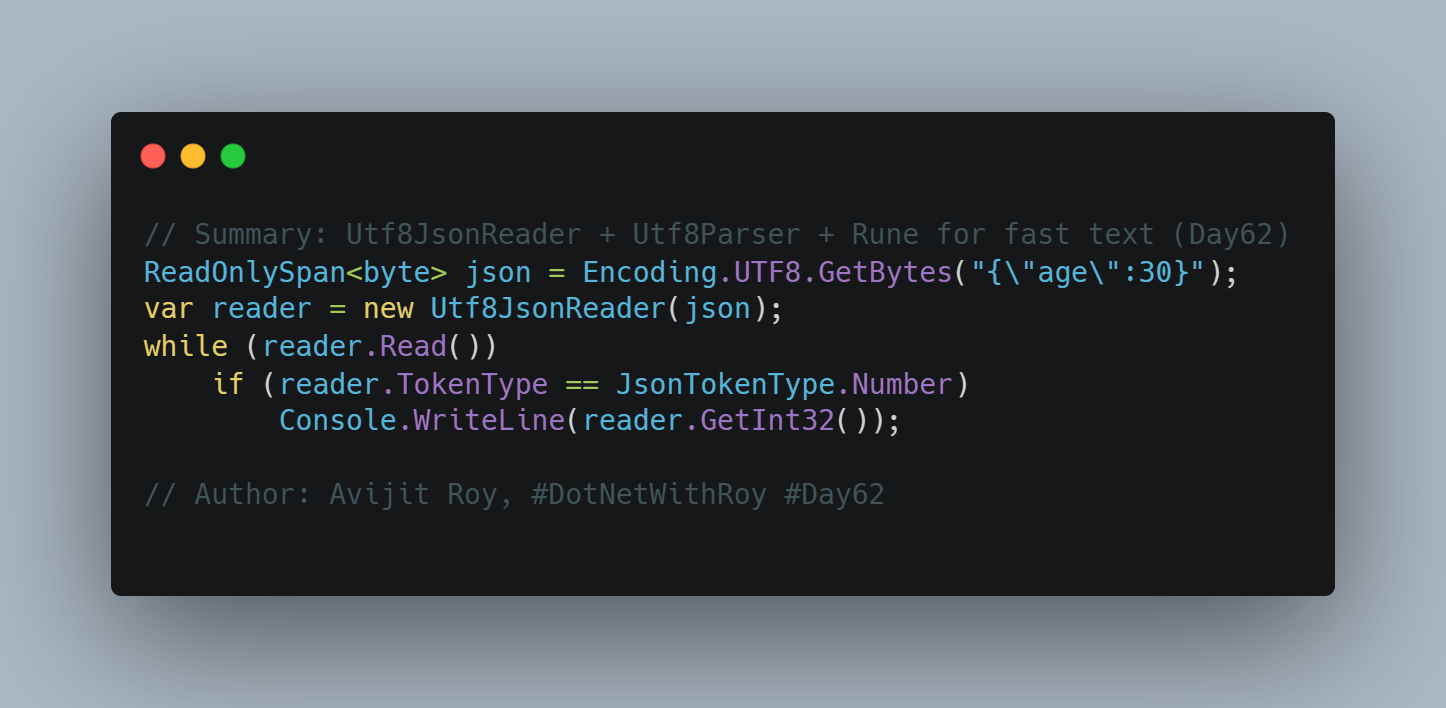 // Summary: Utf8JsonReader + Utf8Parser + Rune for fast text (Day62)
ReadOnlySpan<byte> json = Encoding.UTF8.GetBytes("{\"age\":30}");
var reader = new Utf8JsonReader(json);
while (reader.Read())
    if (reader.TokenType == JsonTokenType.Number)
        Console.WriteLine(reader.GetInt32());
// Author: Avijit Roy, #DotNetWithRoy #Day62